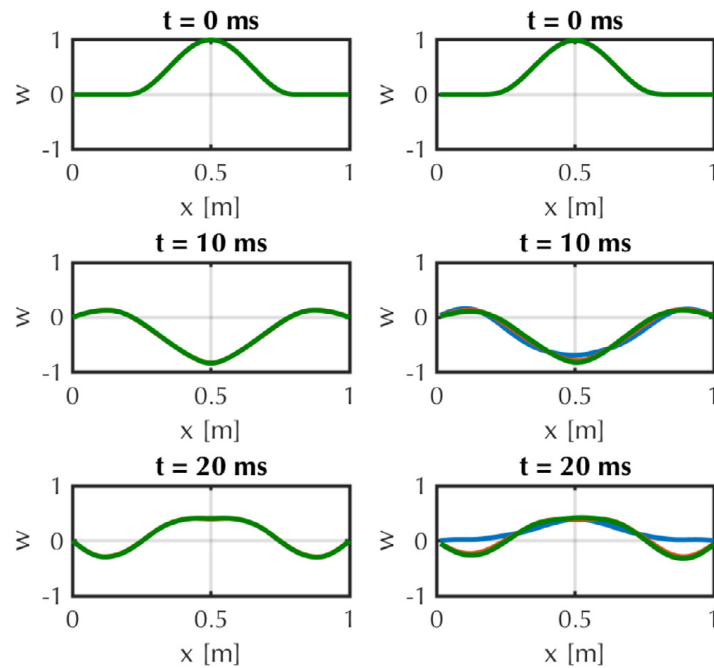 t = 0 ms
1
w 0
-1
0 0.5 1
x [m]
t = 0 ms
1
w 0
-1
0 0.5 1
x [m]
t = 10 ms
1
w 0
-1
0 0.5 1
x [m]
t = 10 ms
1
w 0
-1
0 0.5 1
x [m]
t = 20 ms
1
w 0
-1
0 0.5 1
x [m]
t = 20 ms
1
w 0
-1
0 0.5 1
x [m]